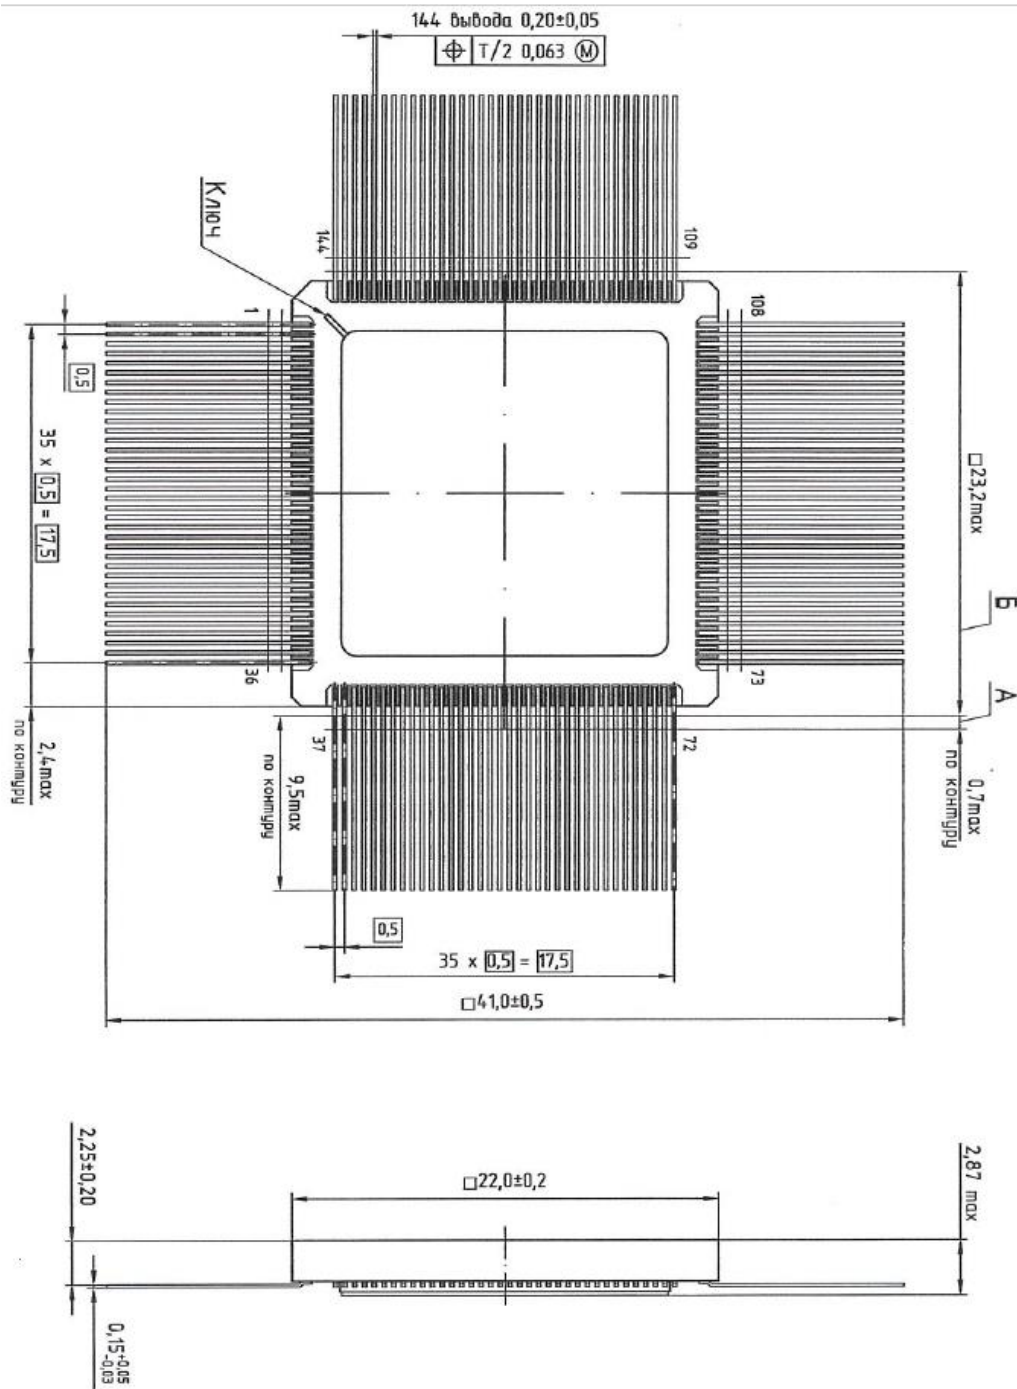 144 вывода 0,20±0,05
⌖ T/2 0,063 Ⓜ
Ключ
144
109
1
108
0,5
35 x 0,5 = 17,5
□23,2max
Б
А
36
73
37
72
2,4max
по контуру
9,5max
по контуру
0,7max
по контуру
0,5
35 x 0,5 = 17,5
□41,0±0,5
2,25±0,20
□22,0±0,2
2,87 max
0,15+0,05
-0,03